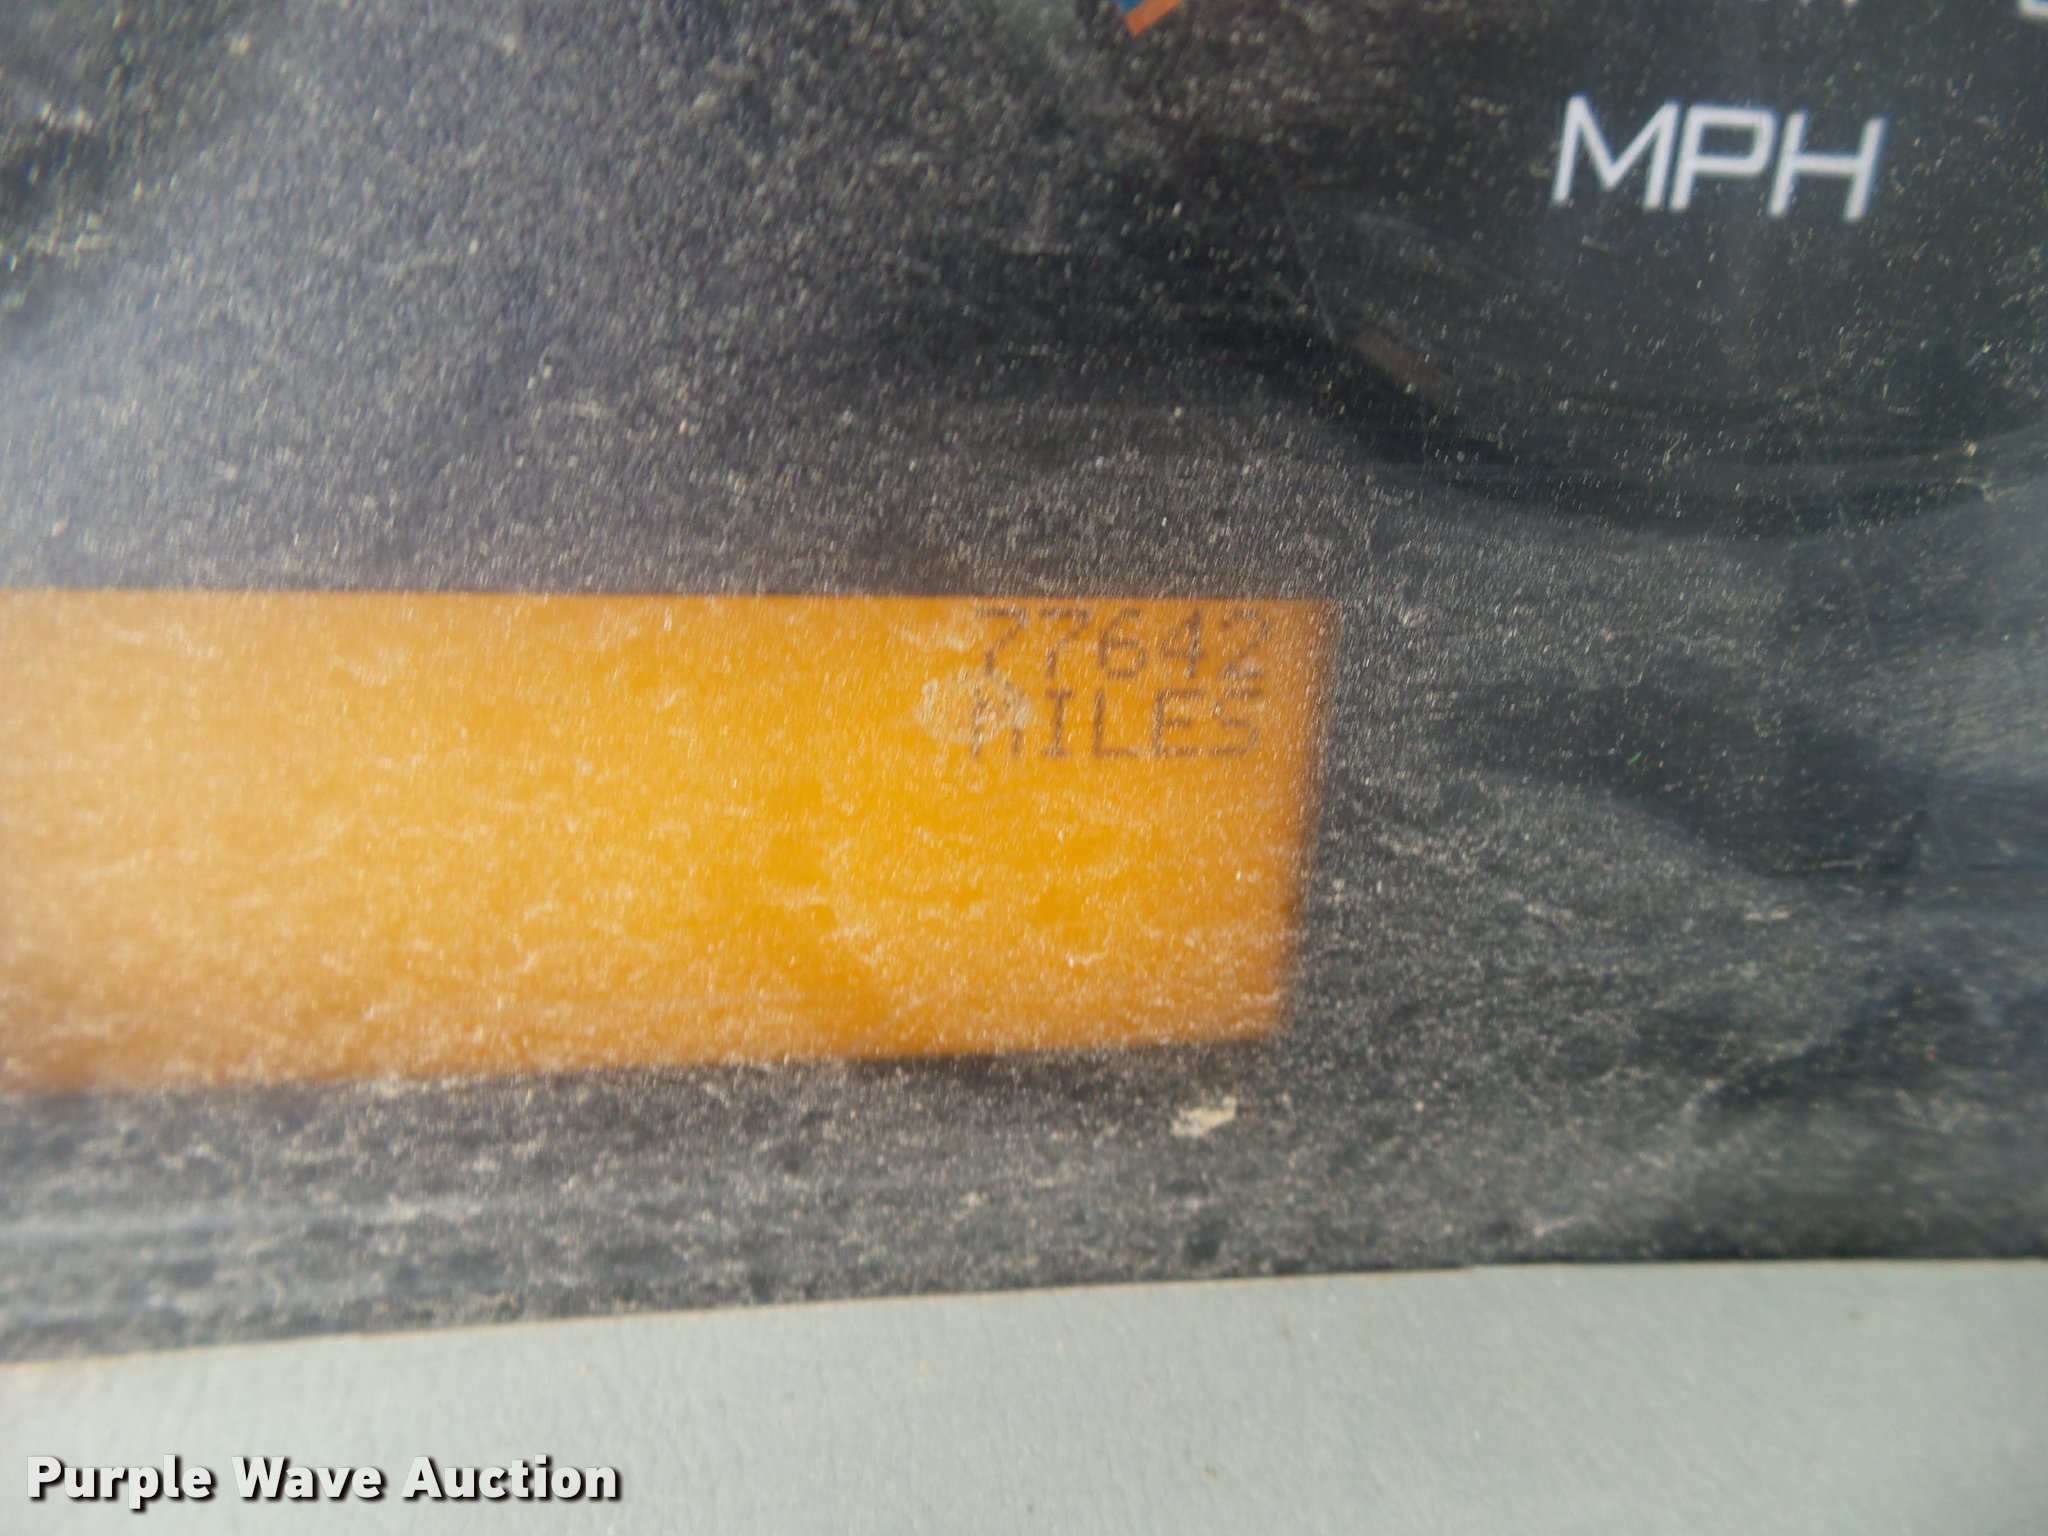 MPH
77642
MILES
Purple Wave Auction